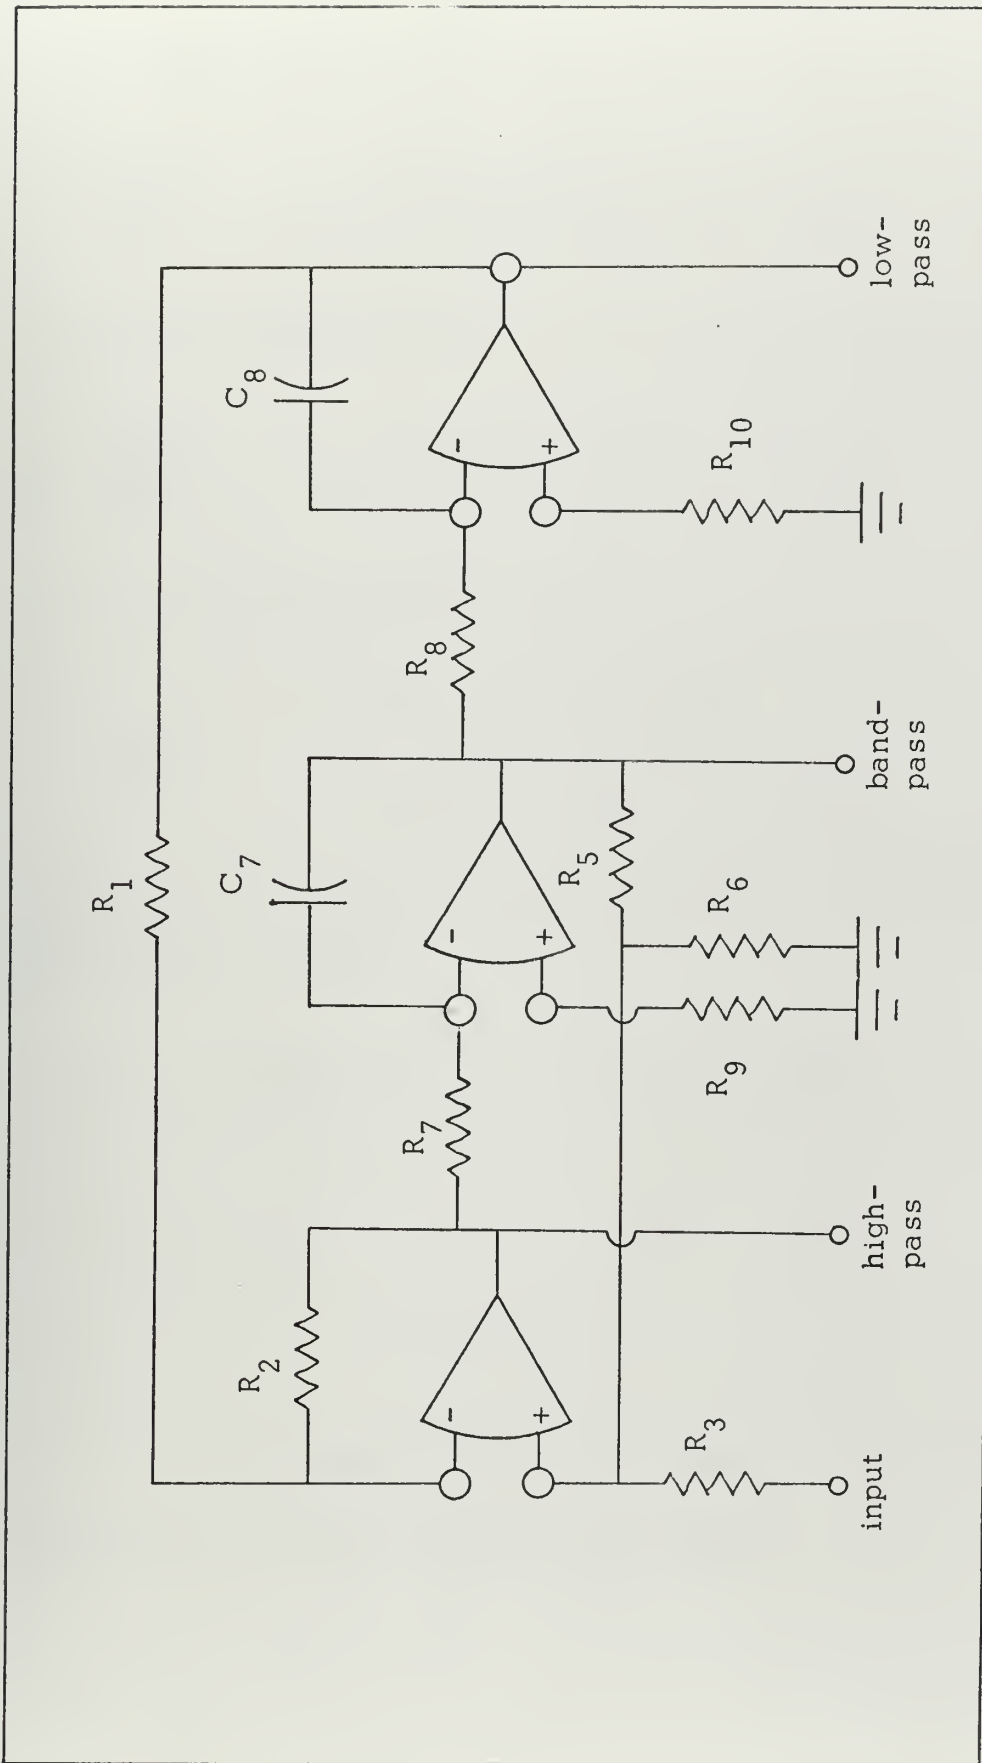 R1
C7
C8
R2
R7
R8
-
+
-
+
-
+
R5
R3
R9
R6
R10
input
high-
pass
band-
pass
low-
pass